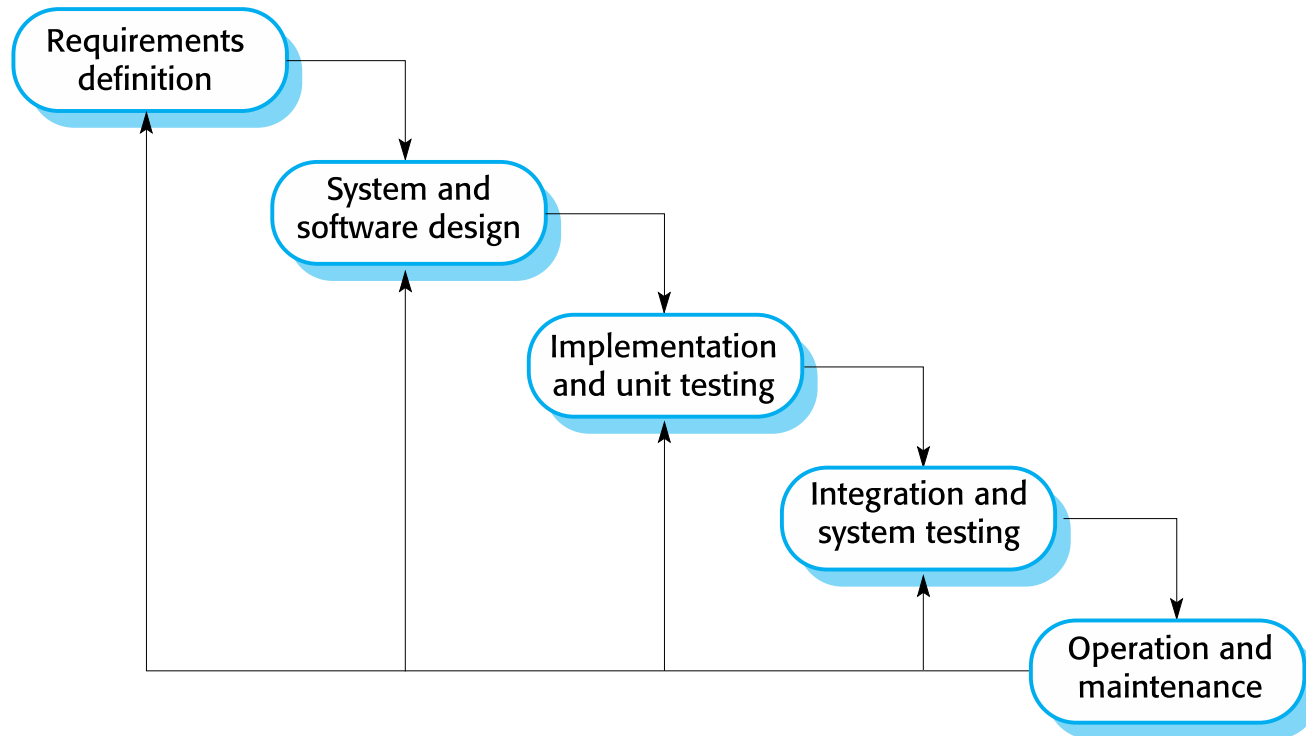 Requirements
definition
System and
software design
Implementation
and unit testing
Integration and
system testing
Operation and
maintenance